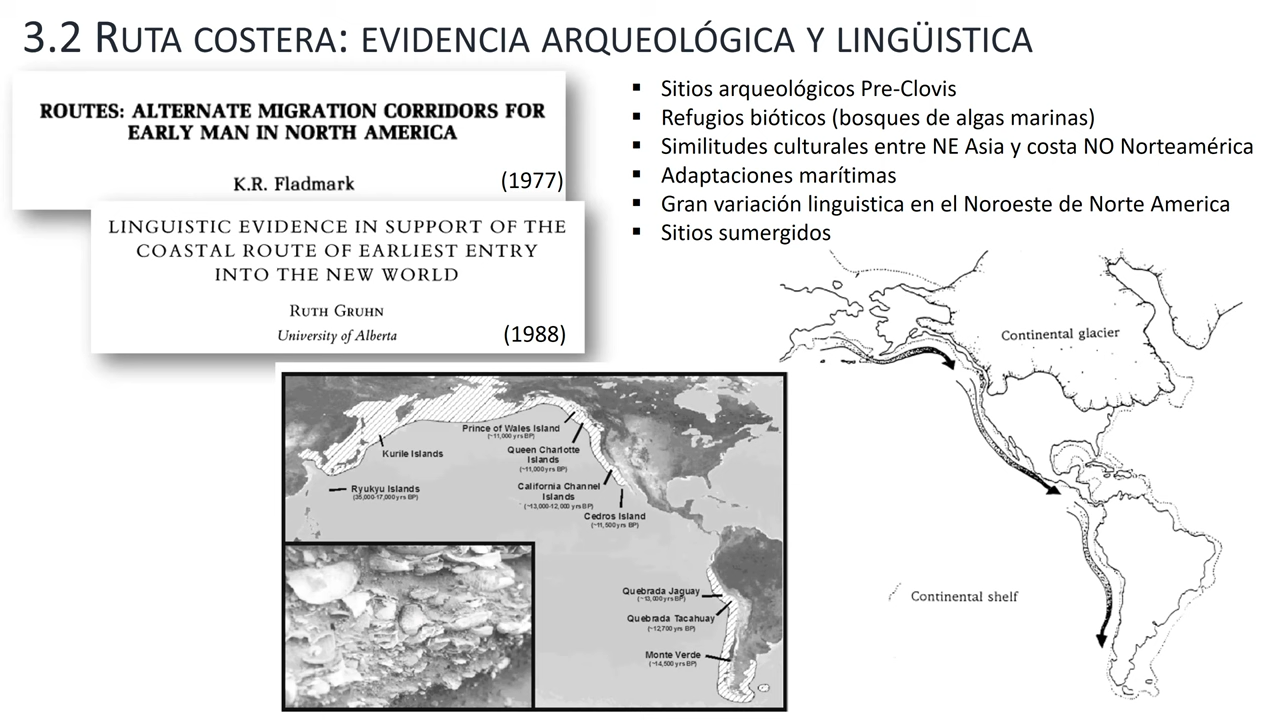 3.2 RUTA COSTERA: EVIDENCIA ARQUEOLÓGICA Y LINGÜISTICA
ROUTES: ALTERNATE MIGRATION CORRIDORS FOR
EARLY MAN IN NORTH AMERICA
K.R. Fladmark
(1977)
LINGUISTIC EVIDENCE IN SUPPORT OF THE
COASTAL ROUTE OF EARLIEST ENTRY
INTO THE NEW WORLD
RUTH GRUHN
University of Alberta
(1988)
▪ Sitios arqueológicos Pre-Clovis
▪ Refugios bióticos (bosques de algas marinas)
▪ Similitudes culturales entre NE Asia y costa NO Norteamérica
▪ Adaptaciones marítimas
▪ Gran variación linguistica en el Noroeste de Norte America
▪ Sitios sumergidos
Prince of Wales Island
(~11,000 yrs BP)
Kurile Islands
Queen Charlotte
Islands
(~11,000 yrs BP)
Ryukyu Islands
(35,000-17,000 yrs BP)
California Channel
Islands
(~13,000-12,000 yrs BP)
Cedros Island
(~11,500 yrs BP)
Quebrada Jaguay
(~13,000 yrs BP)
Quebrada Tacahuay
(~12,700 yrs BP)
Monte Verde
(~14,500 yrs BP)
Continental glacier
Continental shelf